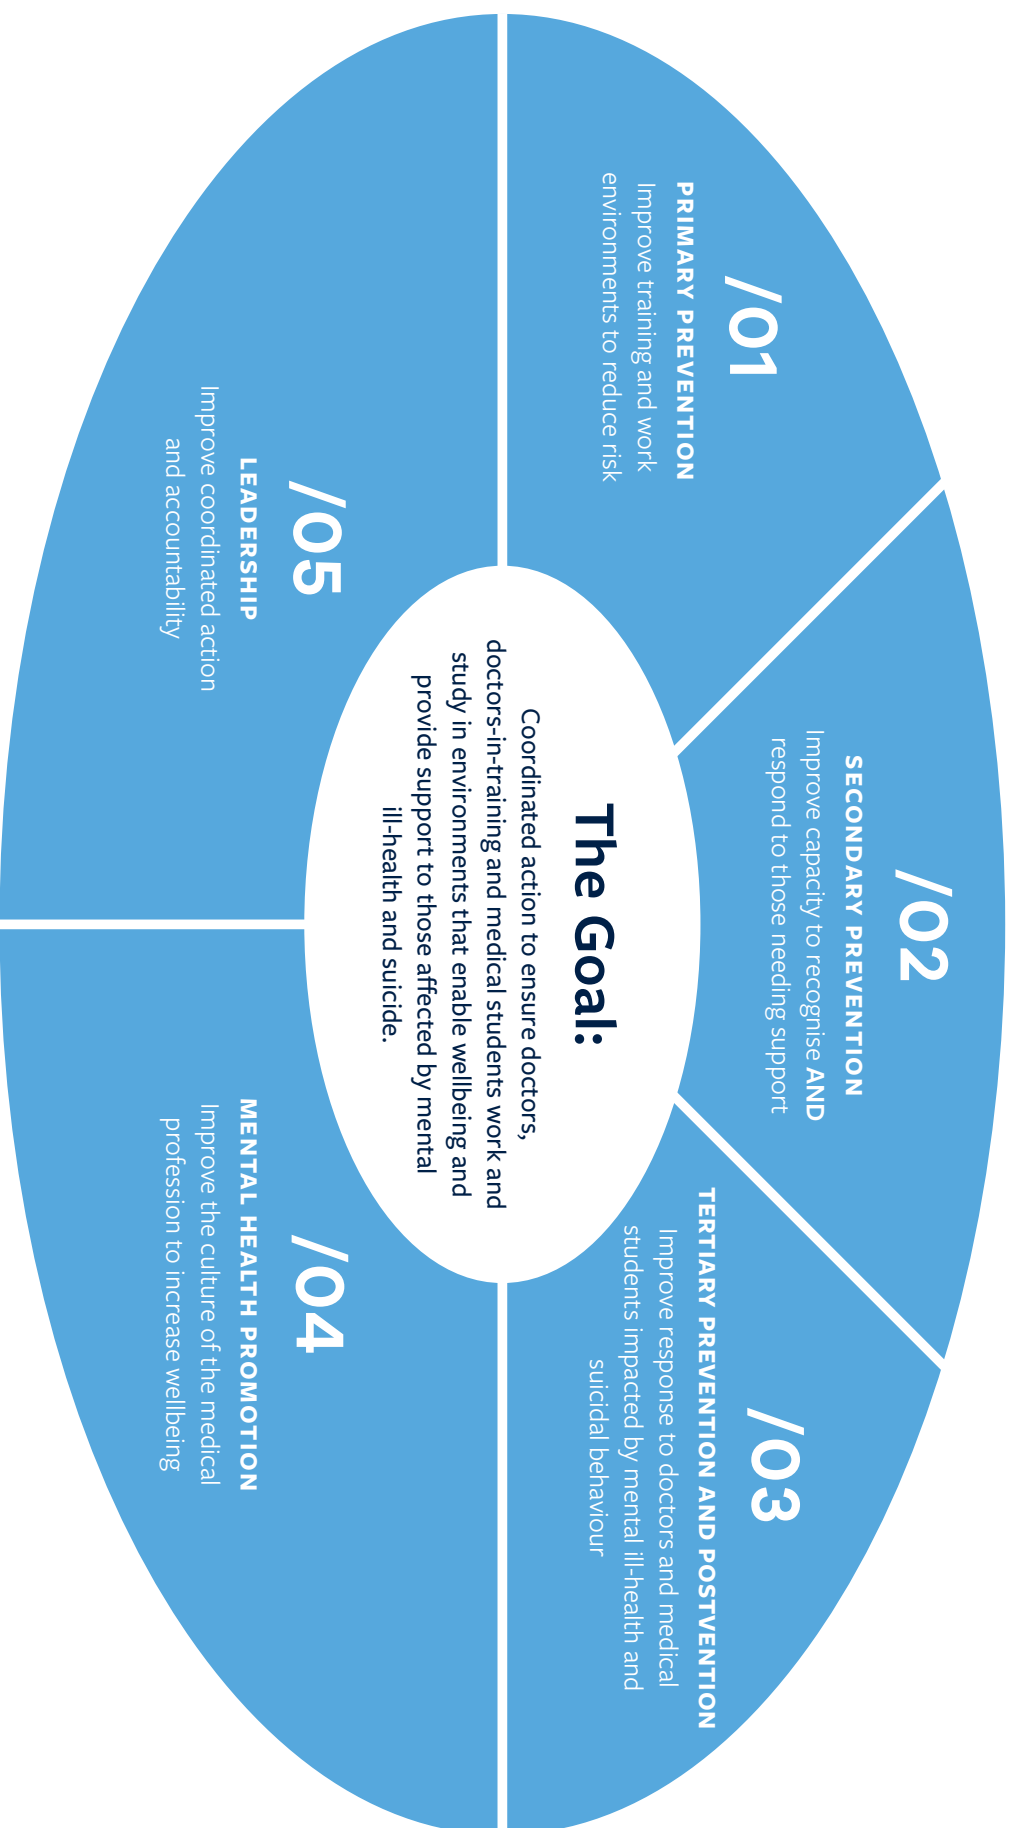 /01
PRIMARY PREVENTION
Improve training and work
environments to reduce risk
/02
SECONDARY PREVENTION
Improve capacity to recognise AND
respond to those needing support
/03
TERTIARY PREVENTION AND POSTVENTION
Improve response to doctors and medical
students impacted by mental ill-health and
suicidal behaviour
The Goal:
Coordinated action to ensure doctors,
doctors-in-training and medical students work and
study in environments that enable wellbeing and
provide support to those affected by mental
ill-health and suicide.
/05
LEADERSHIP
Improve coordinated action
and accountability
/04
MENTAL HEALTH PROMOTION
Improve the culture of the medical
profession to increase wellbeing